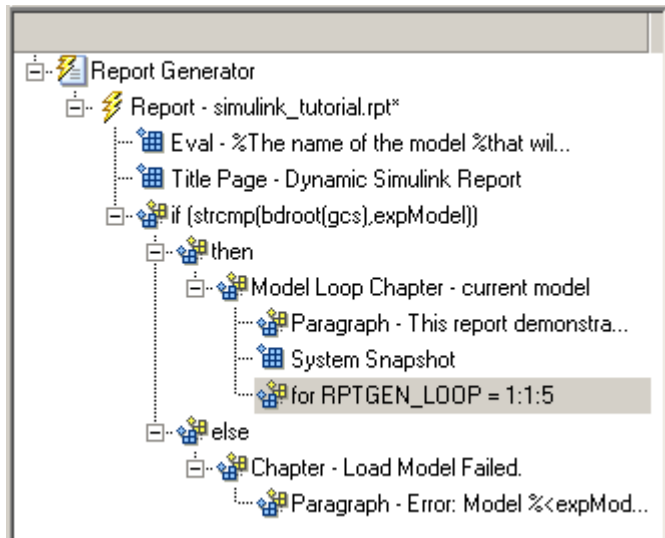 Report Generator
Report - simulink_tutorial.rpt*
Eval - %The name of the model %that wil...
Title Page - Dynamic Simulink Report
if (strcmp(bdroot(gcs),expModel))
then
Model Loop Chapter - current model
Paragraph - This report demonstra...
System Snapshot
for RPTGEN_LOOP = 1:1:5
else
Chapter - Load Model Failed.
Paragraph - Error: Model %<expMod...